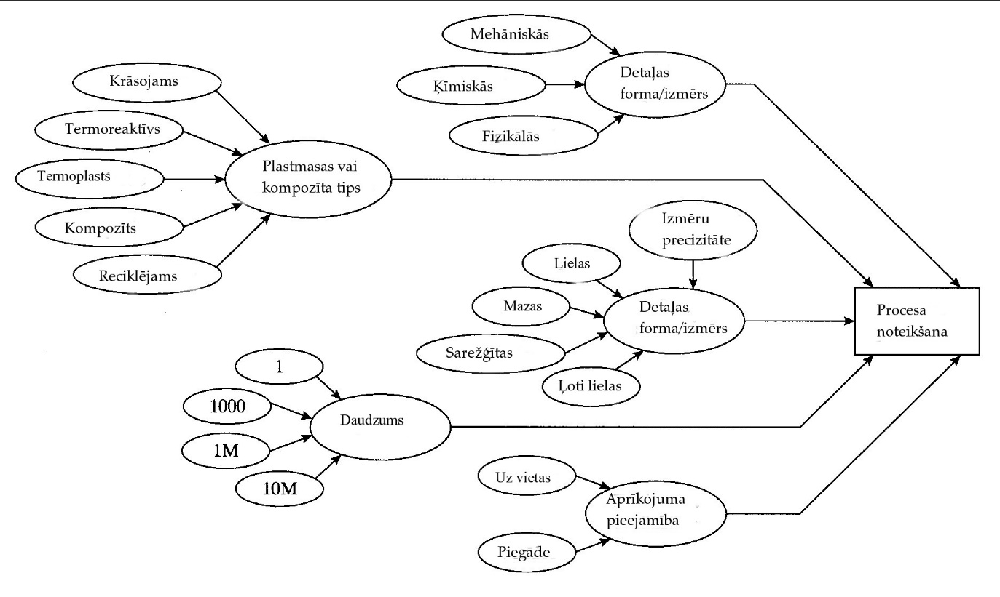 Mehāniskās
Ķīmiskās
Fizikālās
Detaļas
forma/izmērs
Krāsojams
Termoreaktīvs
Termoplasts
Kompozīts
Reciklējams
Plastmasas vai
kompozīta tips
Izmēru
precizitāte
Lielas
Mazas
Sarežģītas
Ļoti lielas
Detaļas
forma/izmērs
Procesa
noteikšana
1
1000
1M
10M
Daudzums
Uz vietas
Piegāde
Aprīkojuma
pieejamība